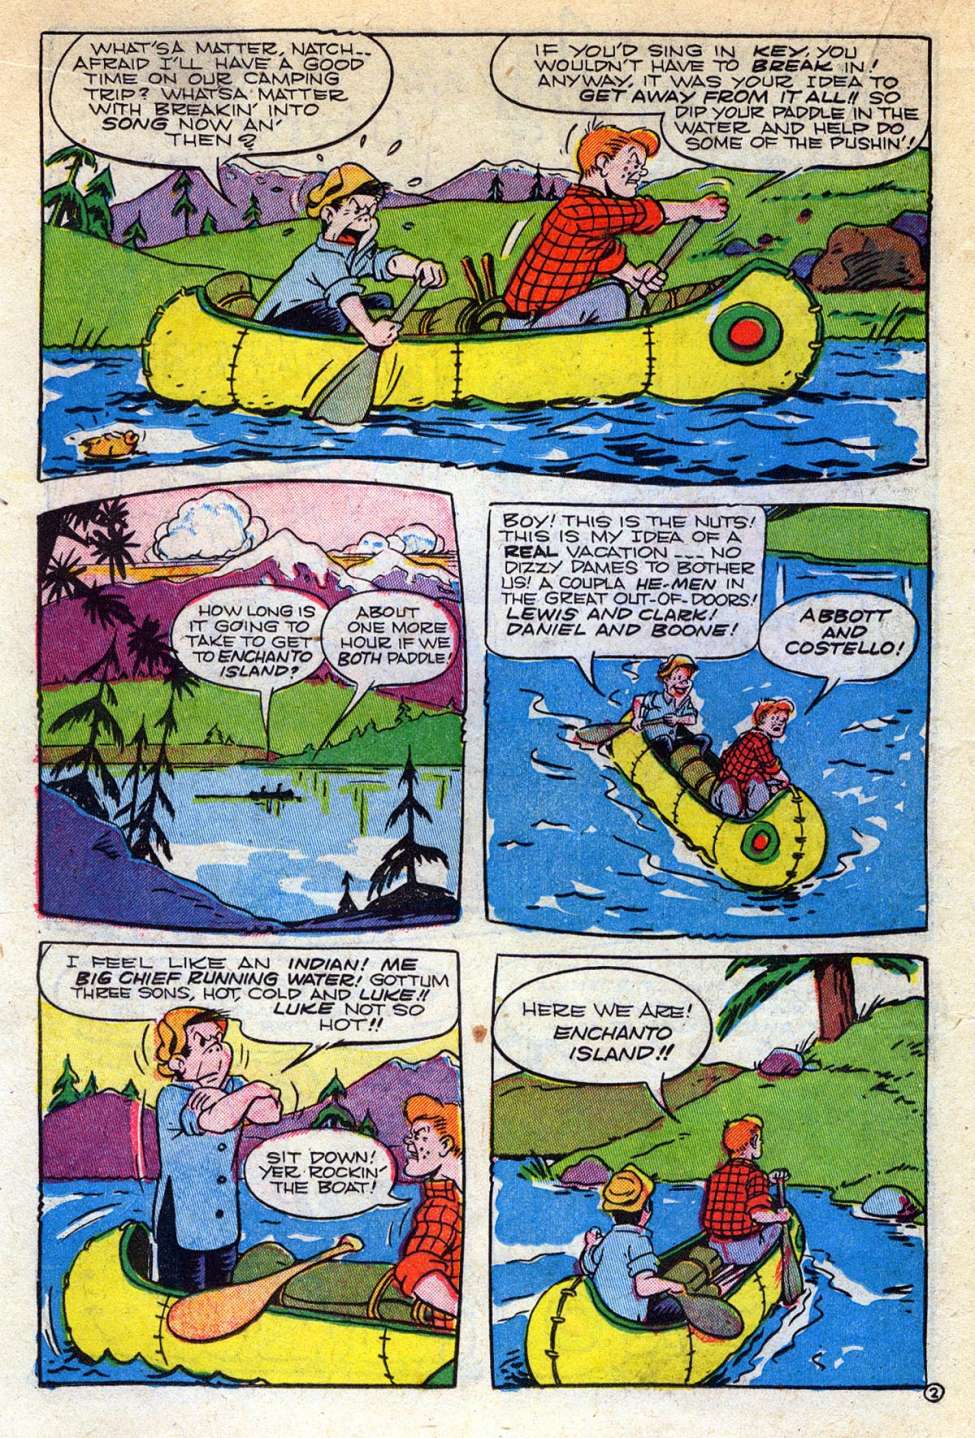 WHAT'SA MATTER, NATCH--
AFRAID I'LL HAVE A GOOD
TIME ON OUR CAMPING
TRIP? WHATSA MATTER
WITH BREAKIN' INTO
SONG NOW AN'
THEN?
IF YOU'D SING IN KEY, YOU
WOULDN'T HAVE TO BREAK IN!
ANYWAY, IT WAS YOUR IDEA TO
GET AWAY FROM IT ALL!! SO
DIP YOUR PADDLE IN THE
WATER AND HELP DO
SOME OF THE PUSHIN'!
HOW LONG IS
IT GOING TO
TAKE TO GET
TO ENCHANTO
ISLAND?
ABOUT
ONE MORE
HOUR IF WE
BOTH PADDLE!
BOY! THIS IS THE NUTS!
THIS IS MY IDEA OF A
REAL VACATION --- NO
DIZZY DAMES TO BOTHER
US! A COUPLA HE-MEN IN
THE GREAT OUT-OF-DOORS!
LEWIS AND CLARK!
DANIEL AND BOONE!
ABBOTT
AND
COSTELLO!
I FEEL LIKE AN INDIAN! ME
BIG CHIEF RUNNING WATER! GOTTUM
THREE SONS, HOT, COLD AND LUKE!!
LUKE NOT SO
HOT!!
SIT DOWN!
YER ROCKIN'
THE BOAT!
HERE WE ARE!
ENCHANTO
ISLAND!!
2